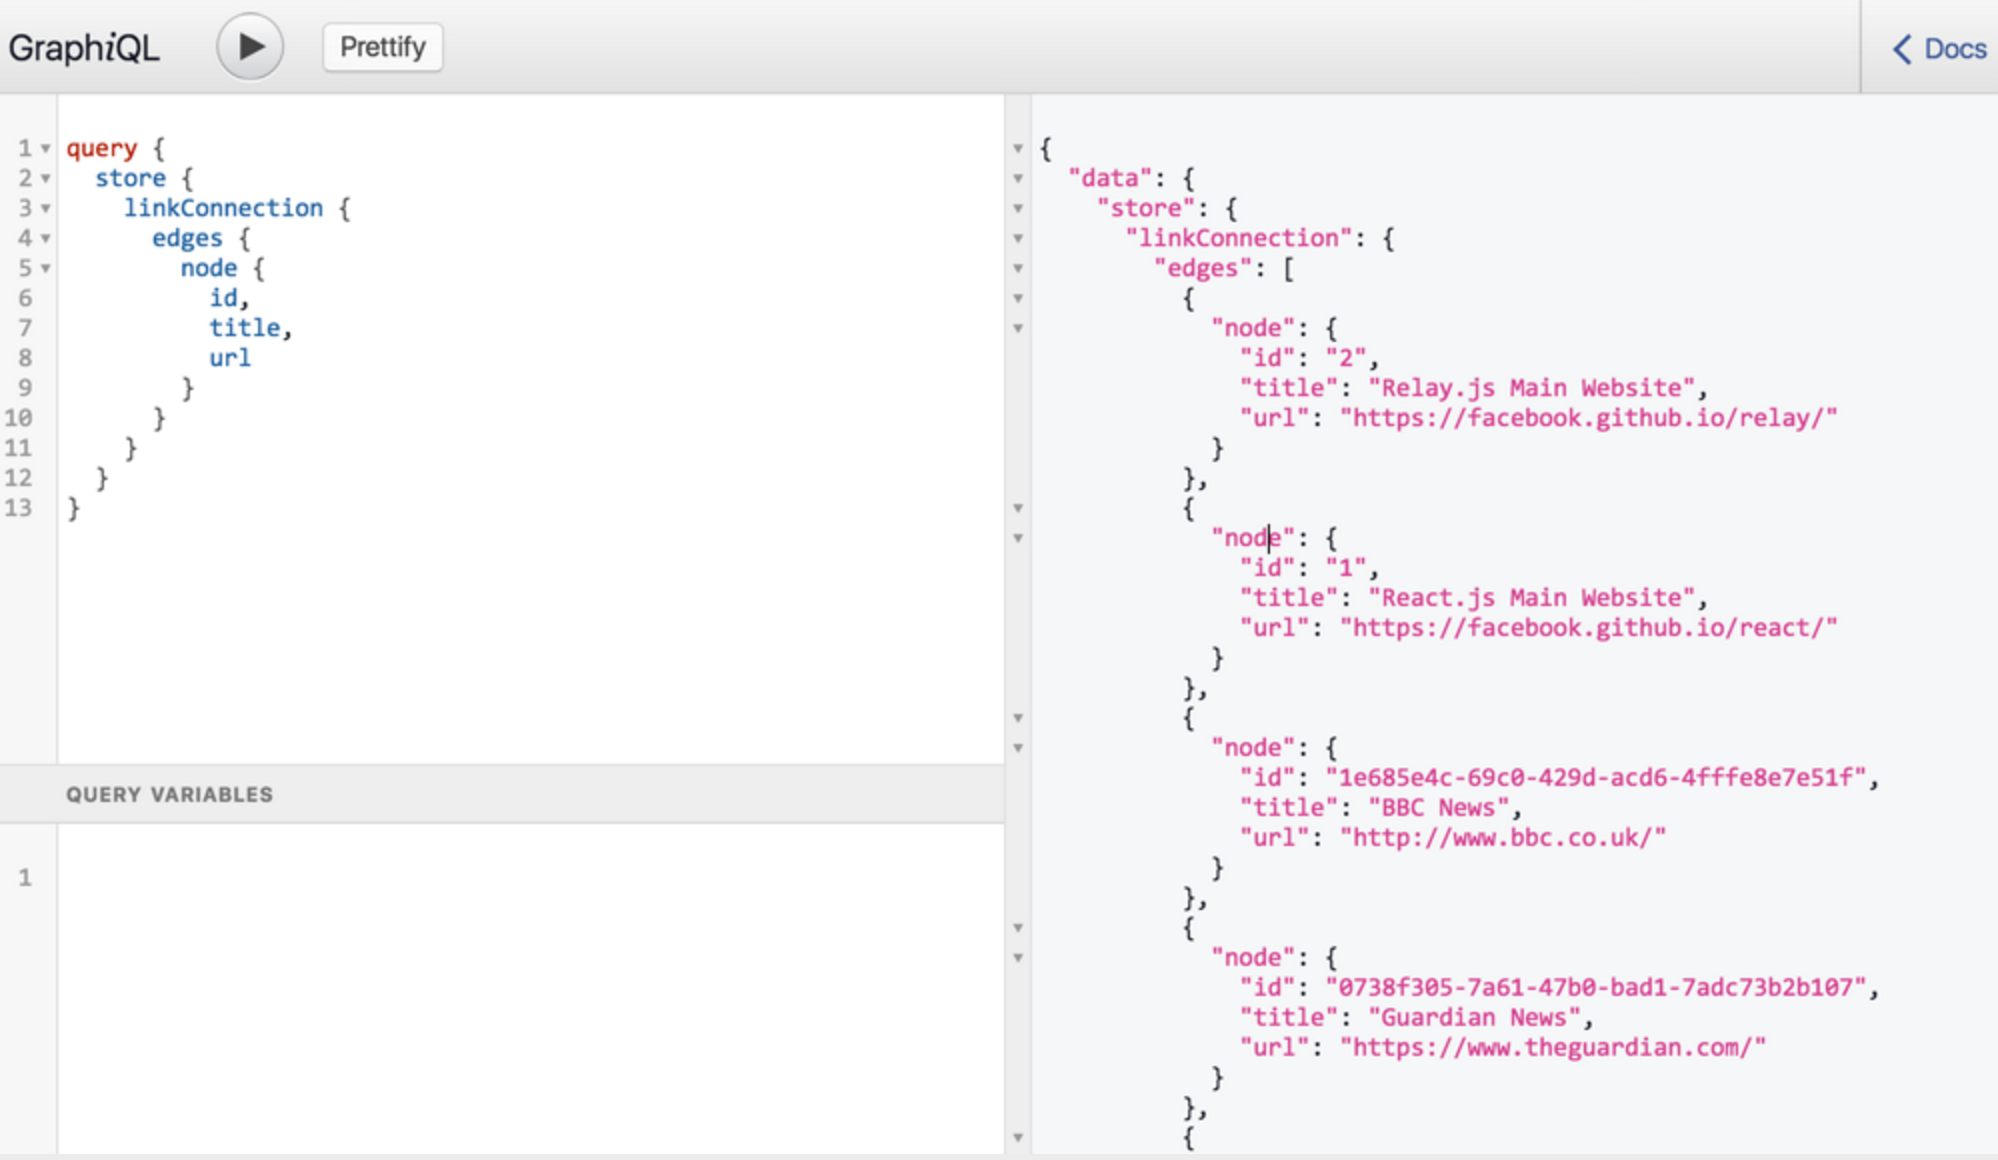 GraphiQL
Prettify
Docs
1 query {
2   store {
3     linkConnection {
4       edges {
5         node {
6           id,
7           title,
8           url
9         }
10       }
11     }
12   }
13 }
QUERY VARIABLES
1
{
  "data": {
    "store": {
      "linkConnection": {
        "edges": [
          {
            "node": {
              "id": "2",
              "title": "Relay.js Main Website",
              "url": "https://facebook.github.io/relay/"
            }
          },
          {
            "node": {
              "id": "1",
              "title": "React.js Main Website",
              "url": "https://facebook.github.io/react/"
            }
          },
          {
            "node": {
              "id": "1e685e4c-69c0-429d-acd6-4fffe8e7e51f",
              "title": "BBC News",
              "url": "http://www.bbc.co.uk/"
            }
          },
          {
            "node": {
              "id": "0738f305-7a61-47b0-bad1-7adc73b2b107",
              "title": "Guardian News",
              "url": "https://www.theguardian.com/"
            }
          },
          {